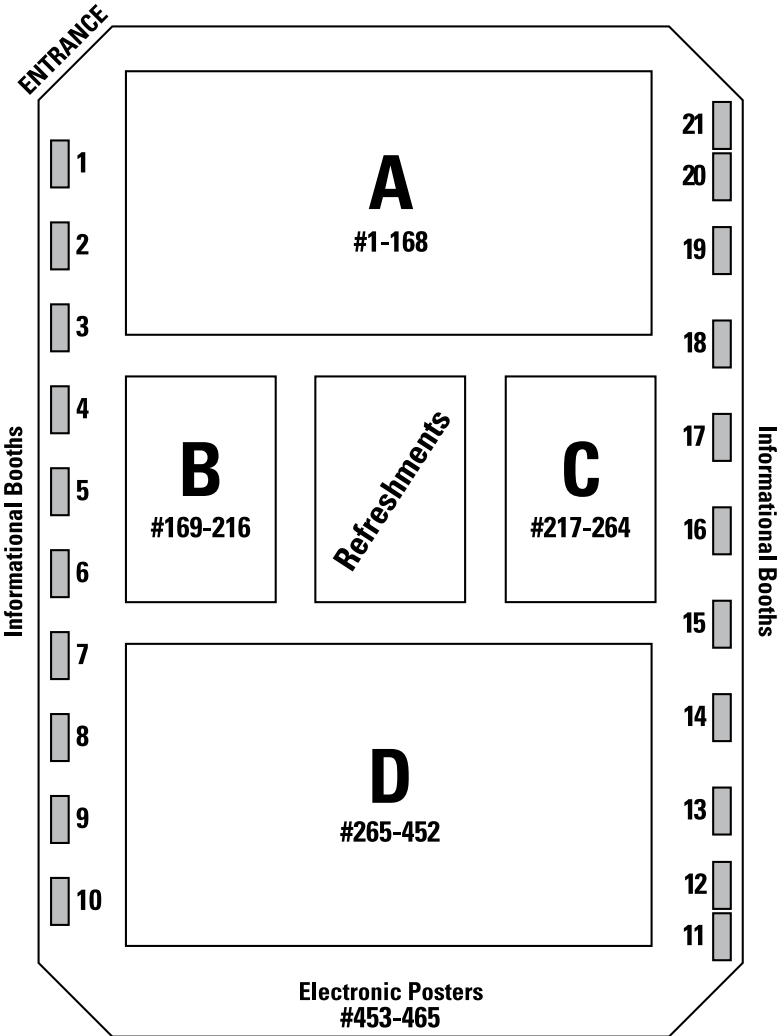 ENTRANCE
A
#1-168
1
2
3
4
5
6
7
8
9
10
Informational Booths
B
#169-216
Refreshments
C
#217-264
D
#265-452
21
20
19
18
17
16
15
14
13
12
11
Informational Booths
Electronic Posters
#453-465